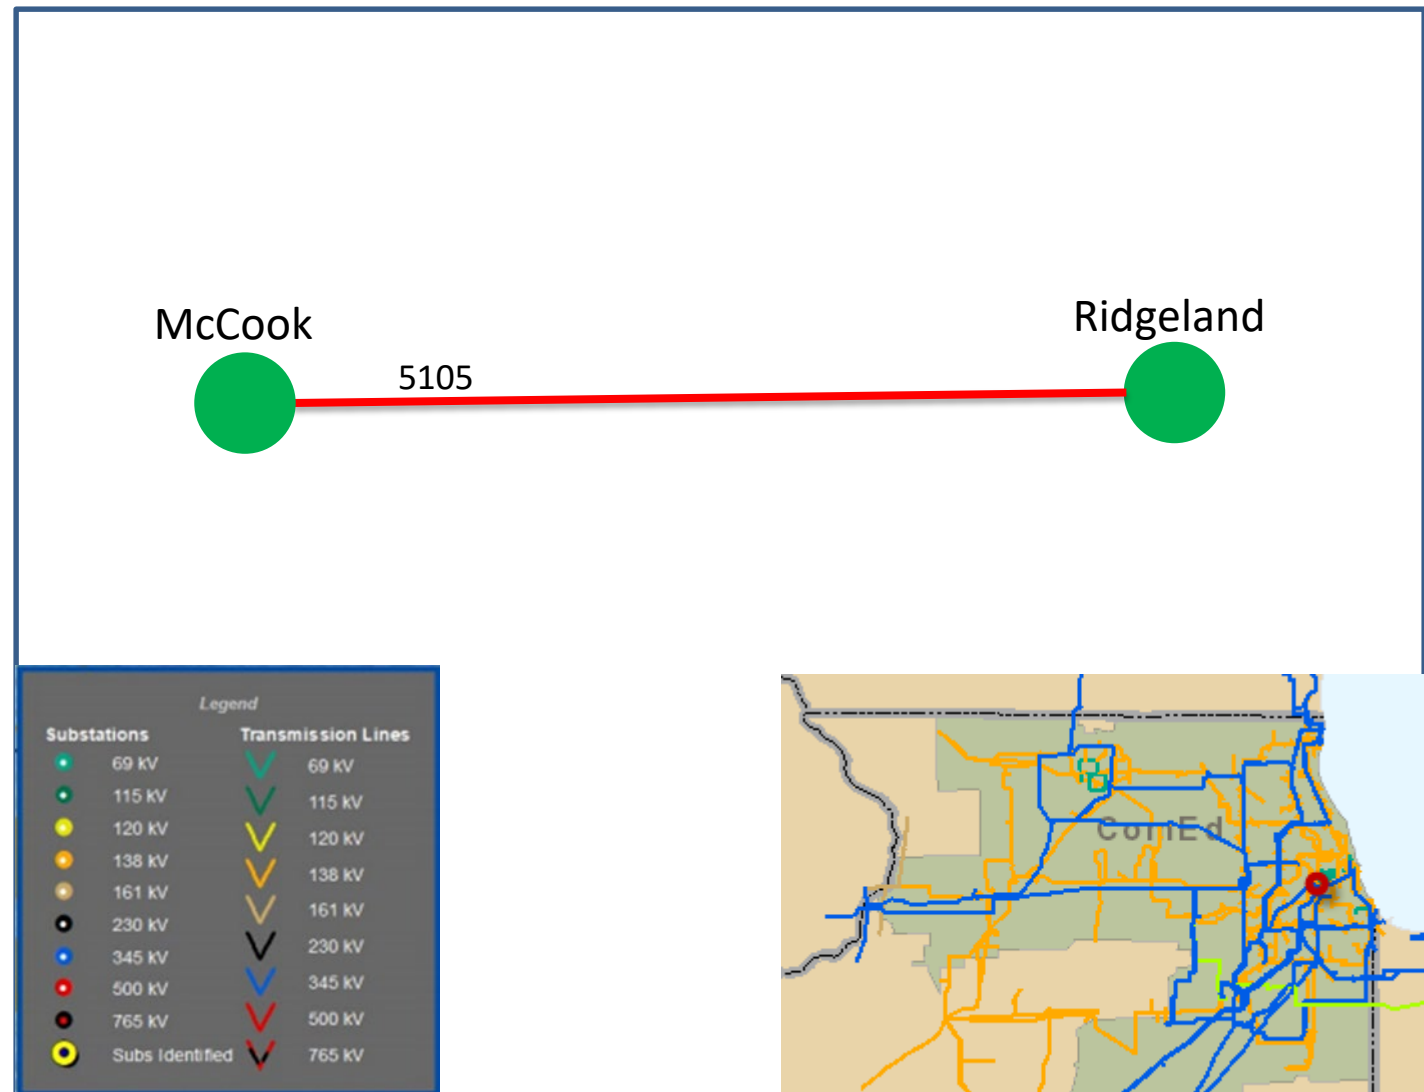 McCook
Ridgeland
5105
Legend
Substations
Transmission Lines
69 kV
69 kV
115 kV
115 kV
120 kV
120 kV
138 kV
138 kV
161 kV
161 kV
230 kV
230 kV
345 kV
345 kV
500 kV
500 kV
765 kV
765 kV
Subs Identified
ComEd